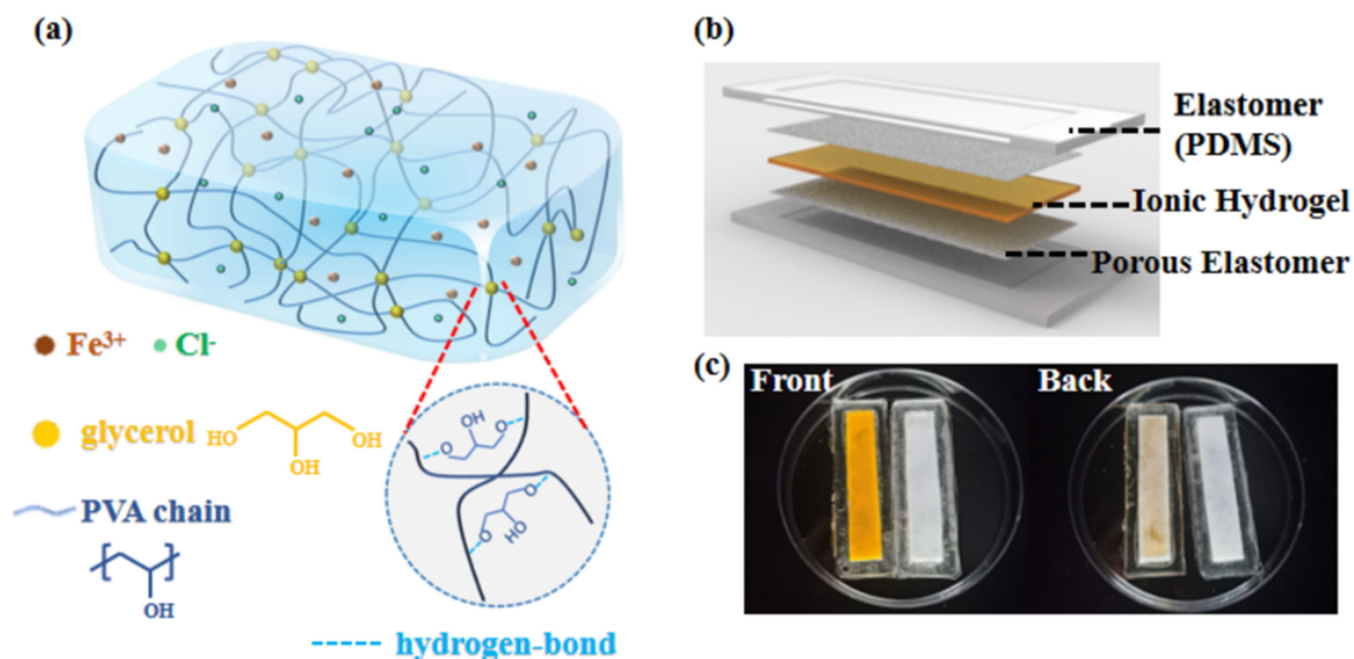 (a)
Fe³⁺ Cl⁻
glycerol HO OH OH
PVA chain
OH
OH
O O
O
O HO
hydrogen-bond
(b)
Elastomer
(PDMS)
Ionic Hydrogel
Porous Elastomer
(c)
Front Back